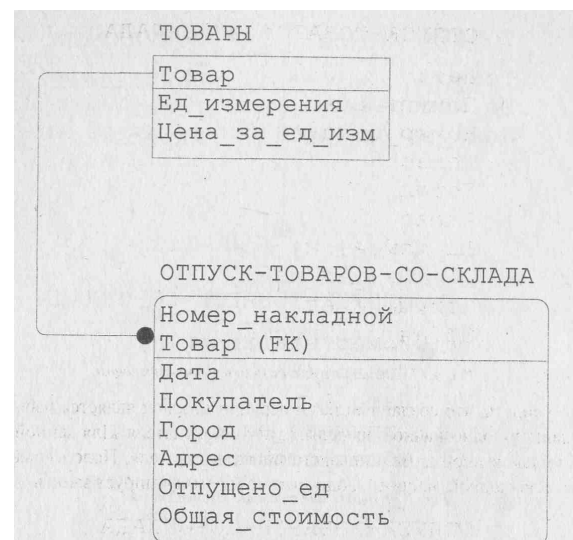 ТОВАРЫ
Товар
Ед_измерения
Цена_за_ед_изм
ОТПУСК-ТОВАРОВ-СО-СКЛАДА
Номер_накладной
Товар (FK)
Дата
Покупатель
Город
Адрес
Отпущено_ед
Общая_стоимость